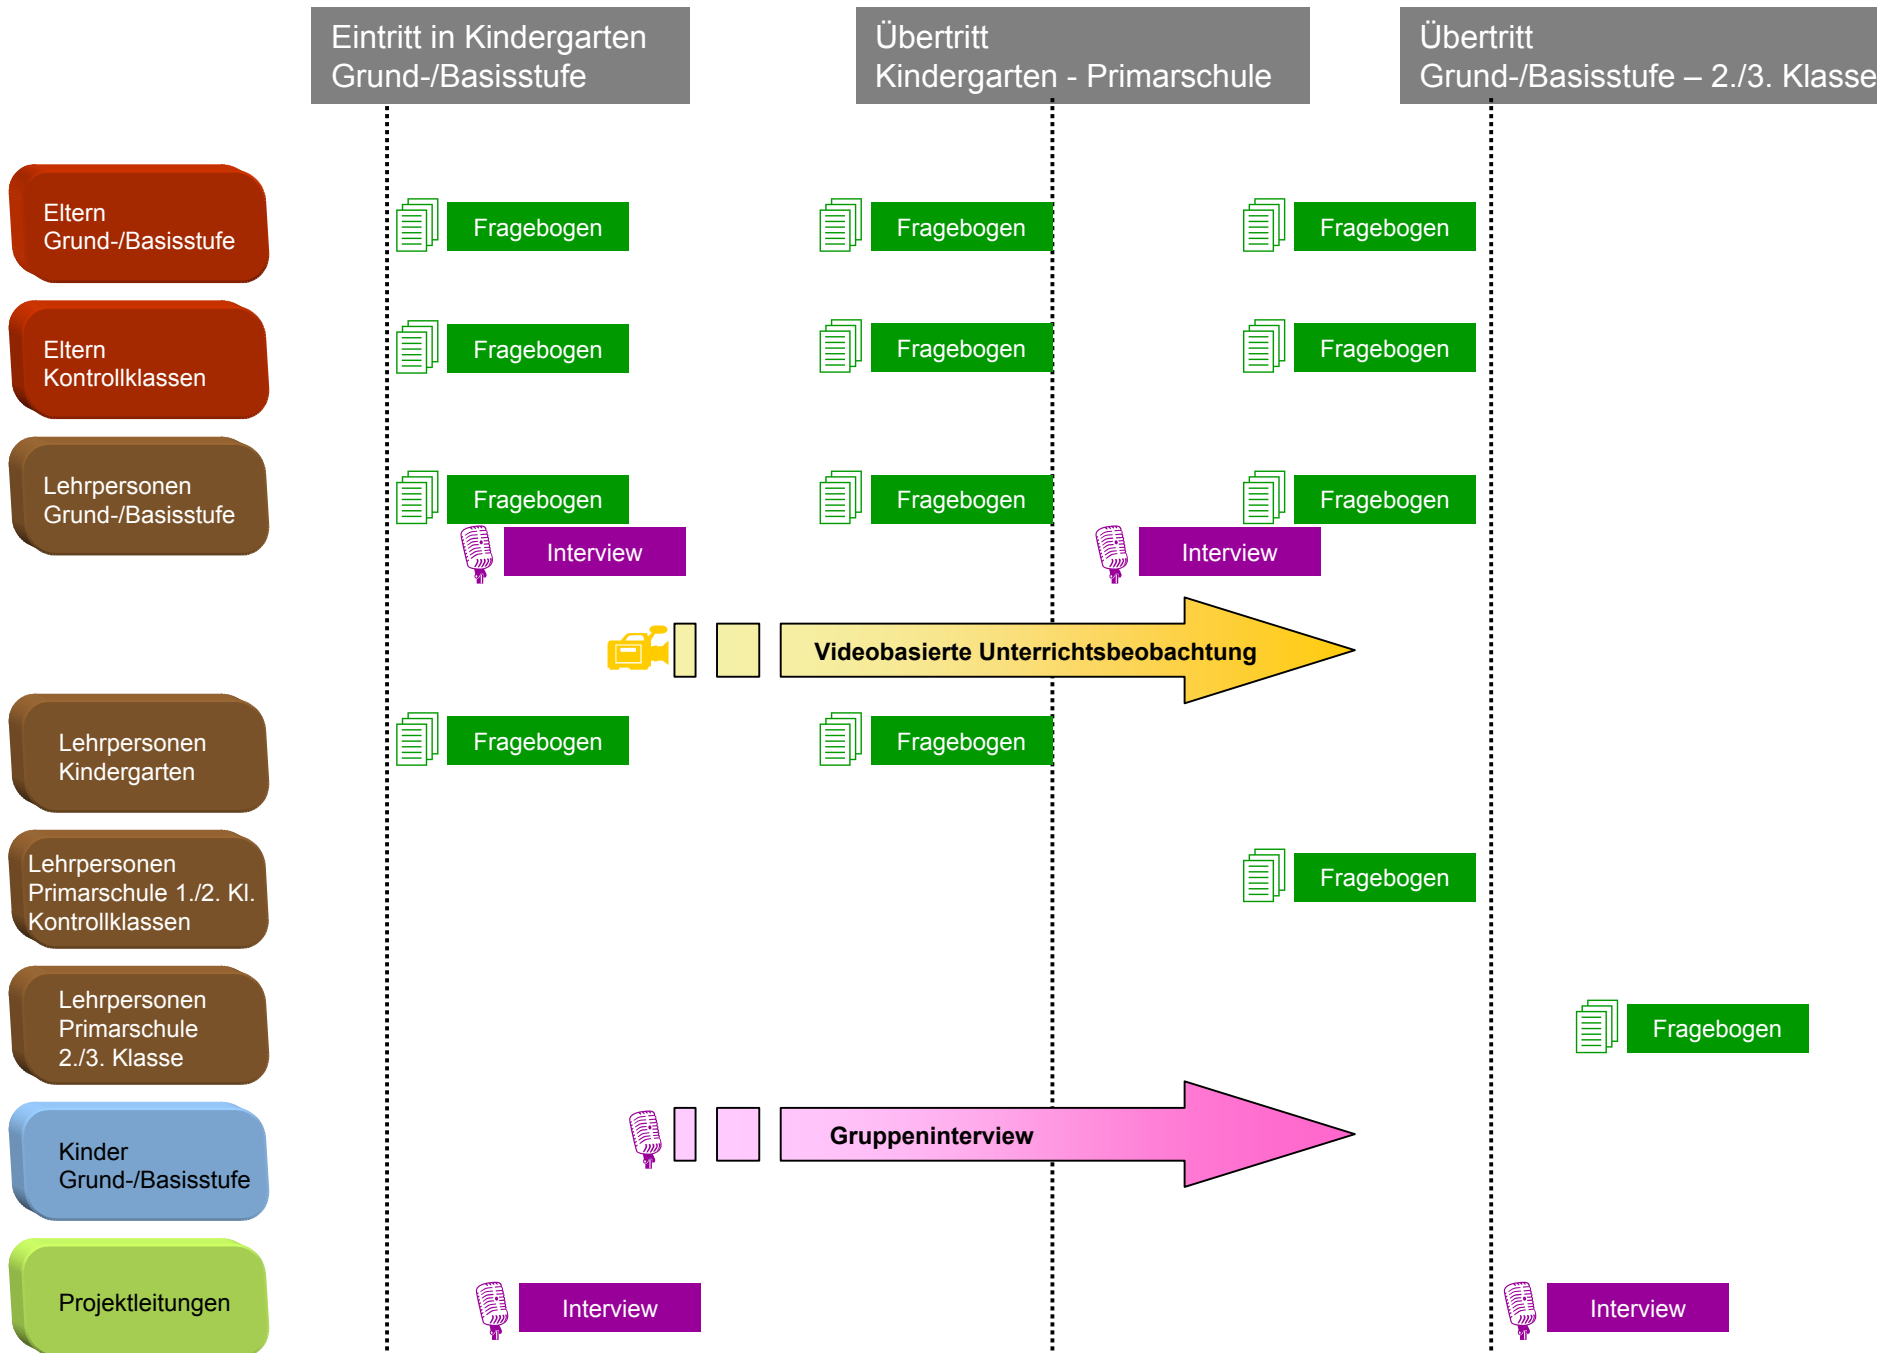 Eintritt in Kindergarten
Grund-/Basisstufe
Übertritt
Kindergarten - Primarschule
Übertritt
Grund-/Basisstufe – 2./3. Klasse
Eltern
Grund-/Basisstufe
Fragebogen
Fragebogen
Fragebogen
Eltern
Kontrollklassen
Fragebogen
Fragebogen
Fragebogen
Lehrpersonen
Grund-/Basisstufe
Fragebogen
Fragebogen
Fragebogen
Interview
Interview
Videobasierte Unterrichtsbeobachtung
Lehrpersonen
Kindergarten
Fragebogen
Fragebogen
Lehrpersonen
Primarschule 1./2. Kl.
Kontrollklassen
Fragebogen
Lehrpersonen
Primarschule
2./3. Klasse
Fragebogen
Kinder
Grund-/Basisstufe
Gruppeninterview
Projektleitungen
Interview
Interview